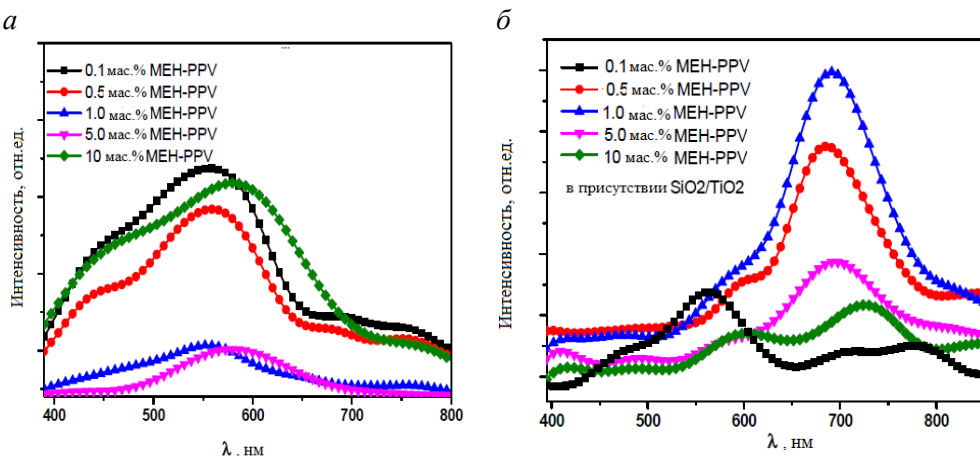 а
Интенсивность, отн.ед.
0.1 мас.% MEH-PPV
0.5 мас.% MEH-PPV
1.0 мас.% MEH-PPV
5.0 мас.% MEH-PPV
10 мас.% MEH-PPV
400 500 600 700 800
λ , нм
б
Интенсивность, отн.ед.
0.1 мас.% MEH-PPV
0.5 мас.% MEH-PPV
1.0 мас.% MEH-PPV
5.0 мас.% MEH-PPV
10 мас.% MEH-PPV
в присутствии SiO2/TiO2
400 500 600 700 800
λ , нм